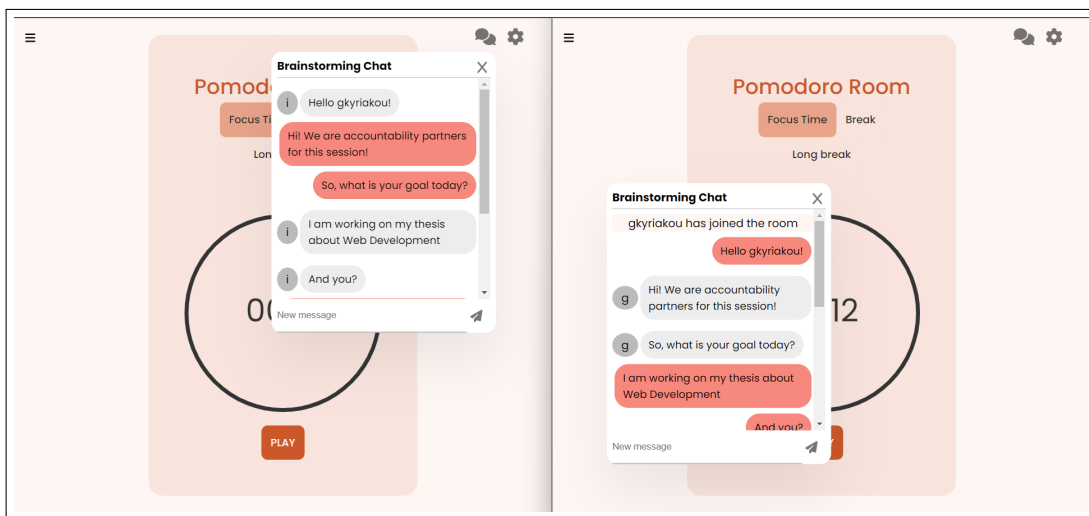 Pomod
Focus Ti
Lon
00
PLAY
Brainstorming Chat
X
i
Hello gkyriakou!
Hi! We are accountability partners
for this session!
So, what is your goal today?
i
I am working on my thesis
about Web Development
i
And you?
New message
Pomodoro Room
Focus Time
Break
Long break
12
Brainstorming Chat
X
gkyriakou has joined the room
Hello gkyriakou!
g
Hi! We are accountability
partners for this session!
g
So, what is your goal today?
I am working on my thesis about
Web Development
And you?
New message
Y